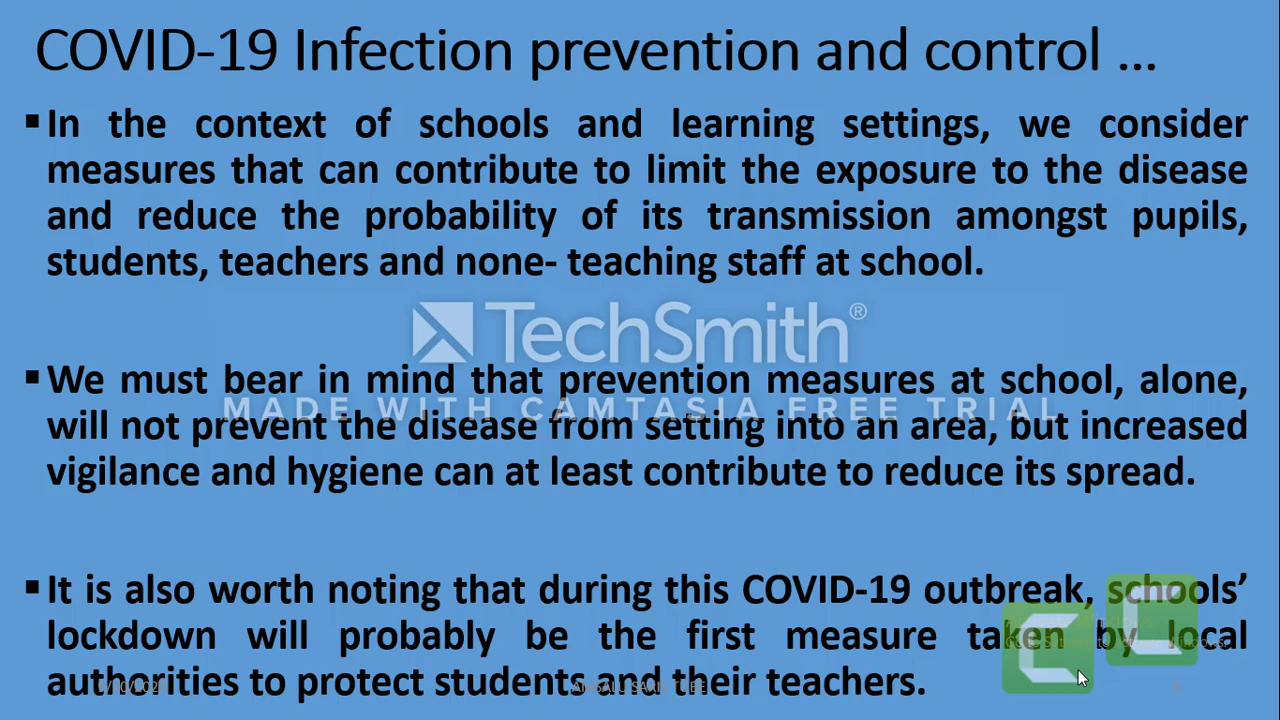 COVID-19 Infection prevention and control ...
▪In the context of schools and learning settings, we consider
measures that can contribute to limit the exposure to the disease
and reduce the probability of its transmission amongst pupils,
students, teachers and none- teaching staff at school.
TechSmith®
▪We must bear in mind that prevention measures at school, alone,
MADE WITH CAMTASIA FREE TRIAL
will not prevent the disease from setting into an area, but increased
vigilance and hygiene can at least contribute to reduce its spread.
▪It is also worth noting that during this COVID-19 outbreak, schools’
lockdown will probably be the first measure taken by local
authorities to protect students and their teachers.